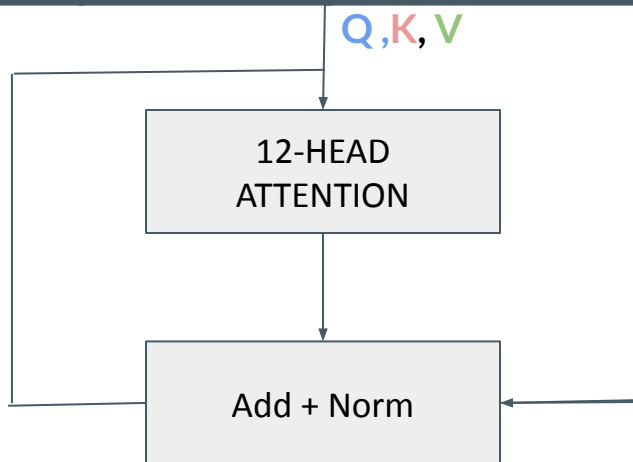 Q ,K, V
12-HEAD
ATTENTION
Add + Norm